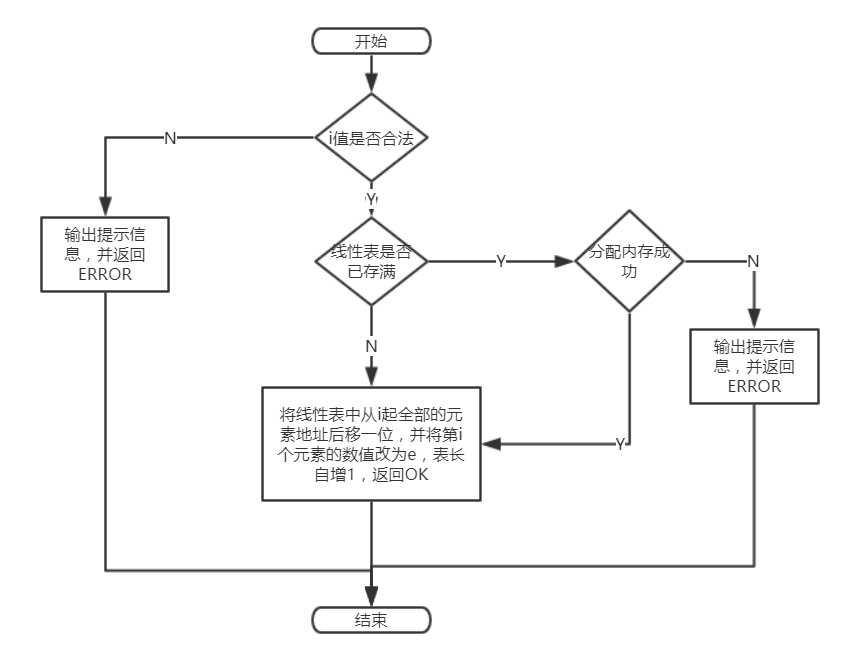 开始
i值是否合法
N
Y
输出提示信
息，并返回
ERROR
线性表是否
已存满
Y
分配内存成
功
N
N
输出提示信
息，并返回
ERROR
将线性表中从i起全部的元
素地址后移一位，并将第i
个元素的数值改为e，表长
自增1，返回OK
Y
结束